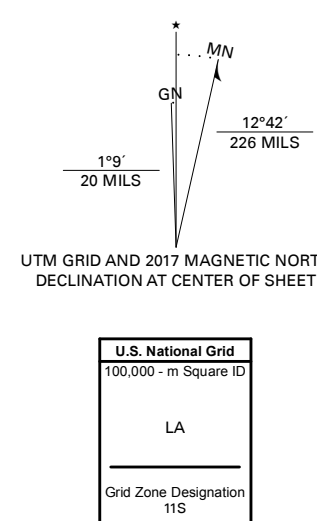 ★
MN
GN
12°42´
226 MILS
1°9´
20 MILS
UTM GRID AND 2017 MAGNETIC NORT
DECLINATION AT CENTER OF SHEET
U.S. National Grid
100,000 - m Square ID
LA
Grid Zone Designation
11S